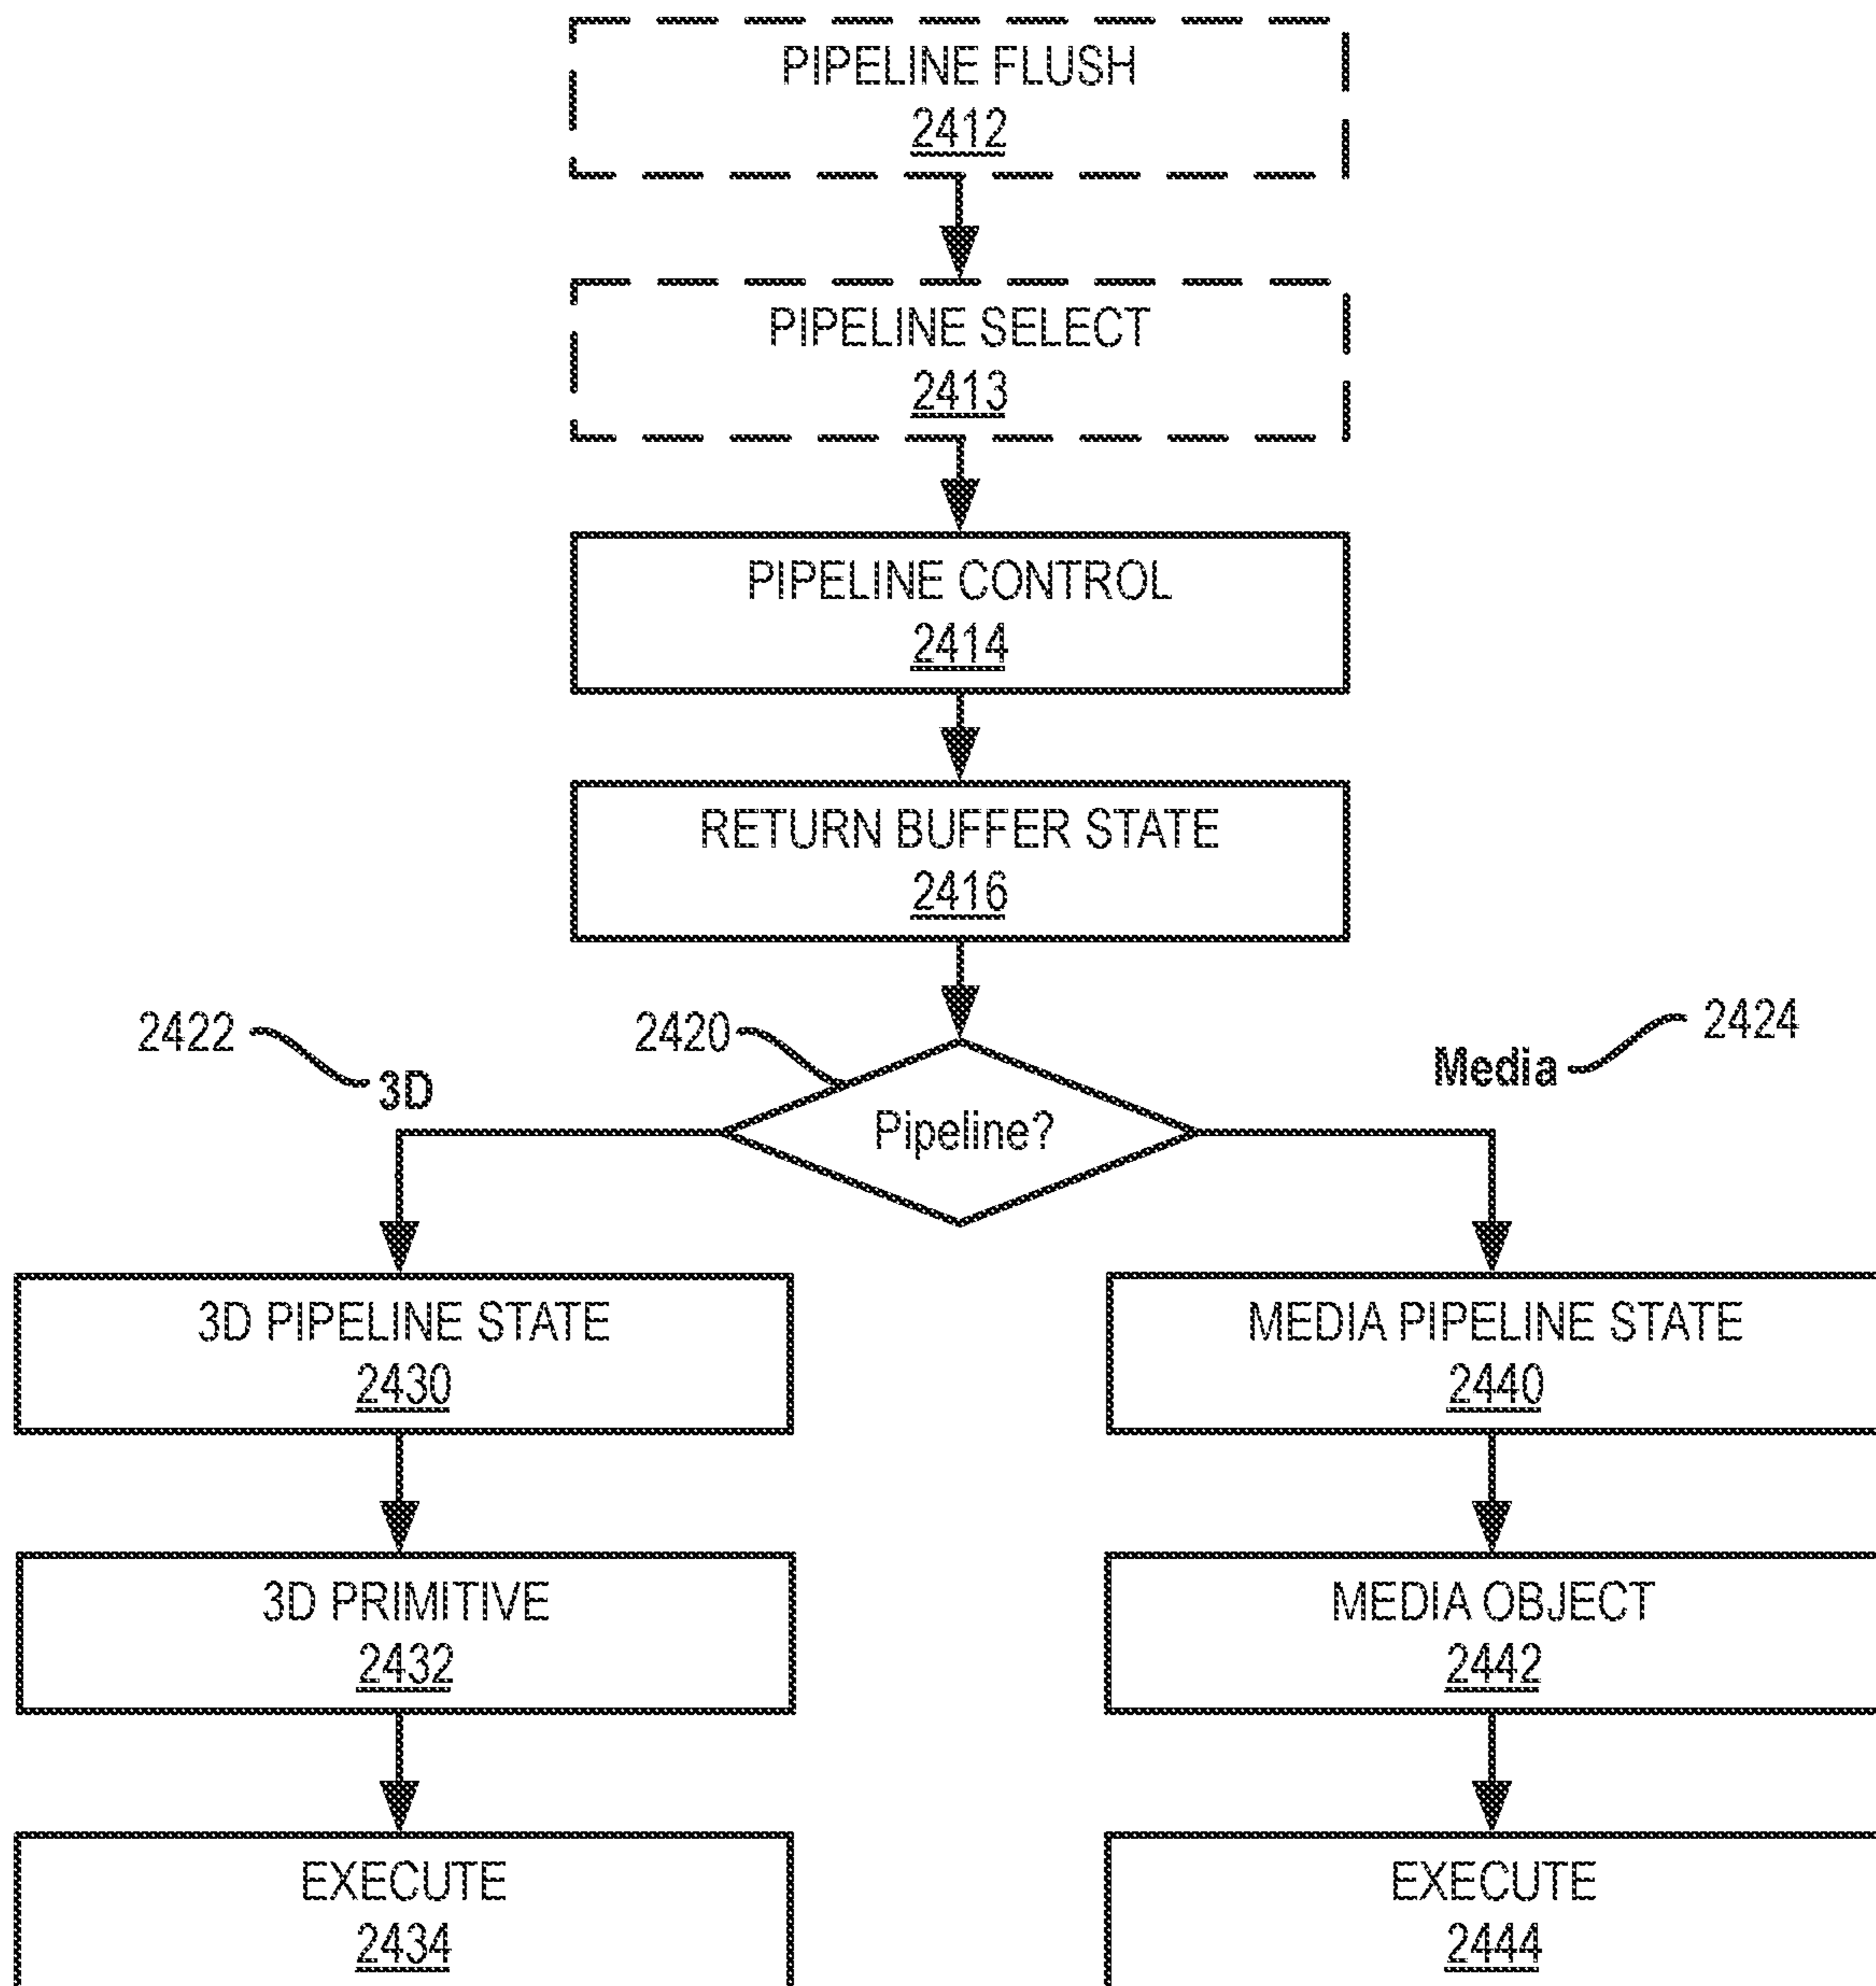 PIPELINE FLUSH
2412
PIPELINE SELECT
2413
PIPELINE CONTROL
2414
RETURN BUFFER STATE
2416
2422
3D
2420
Pipeline?
Media
2424
3D PIPELINE STATE
2430
MEDIA PIPELINE STATE
2440
3D PRIMITIVE
2432
MEDIA OBJECT
2442
EXECUTE
2434
EXECUTE
2444